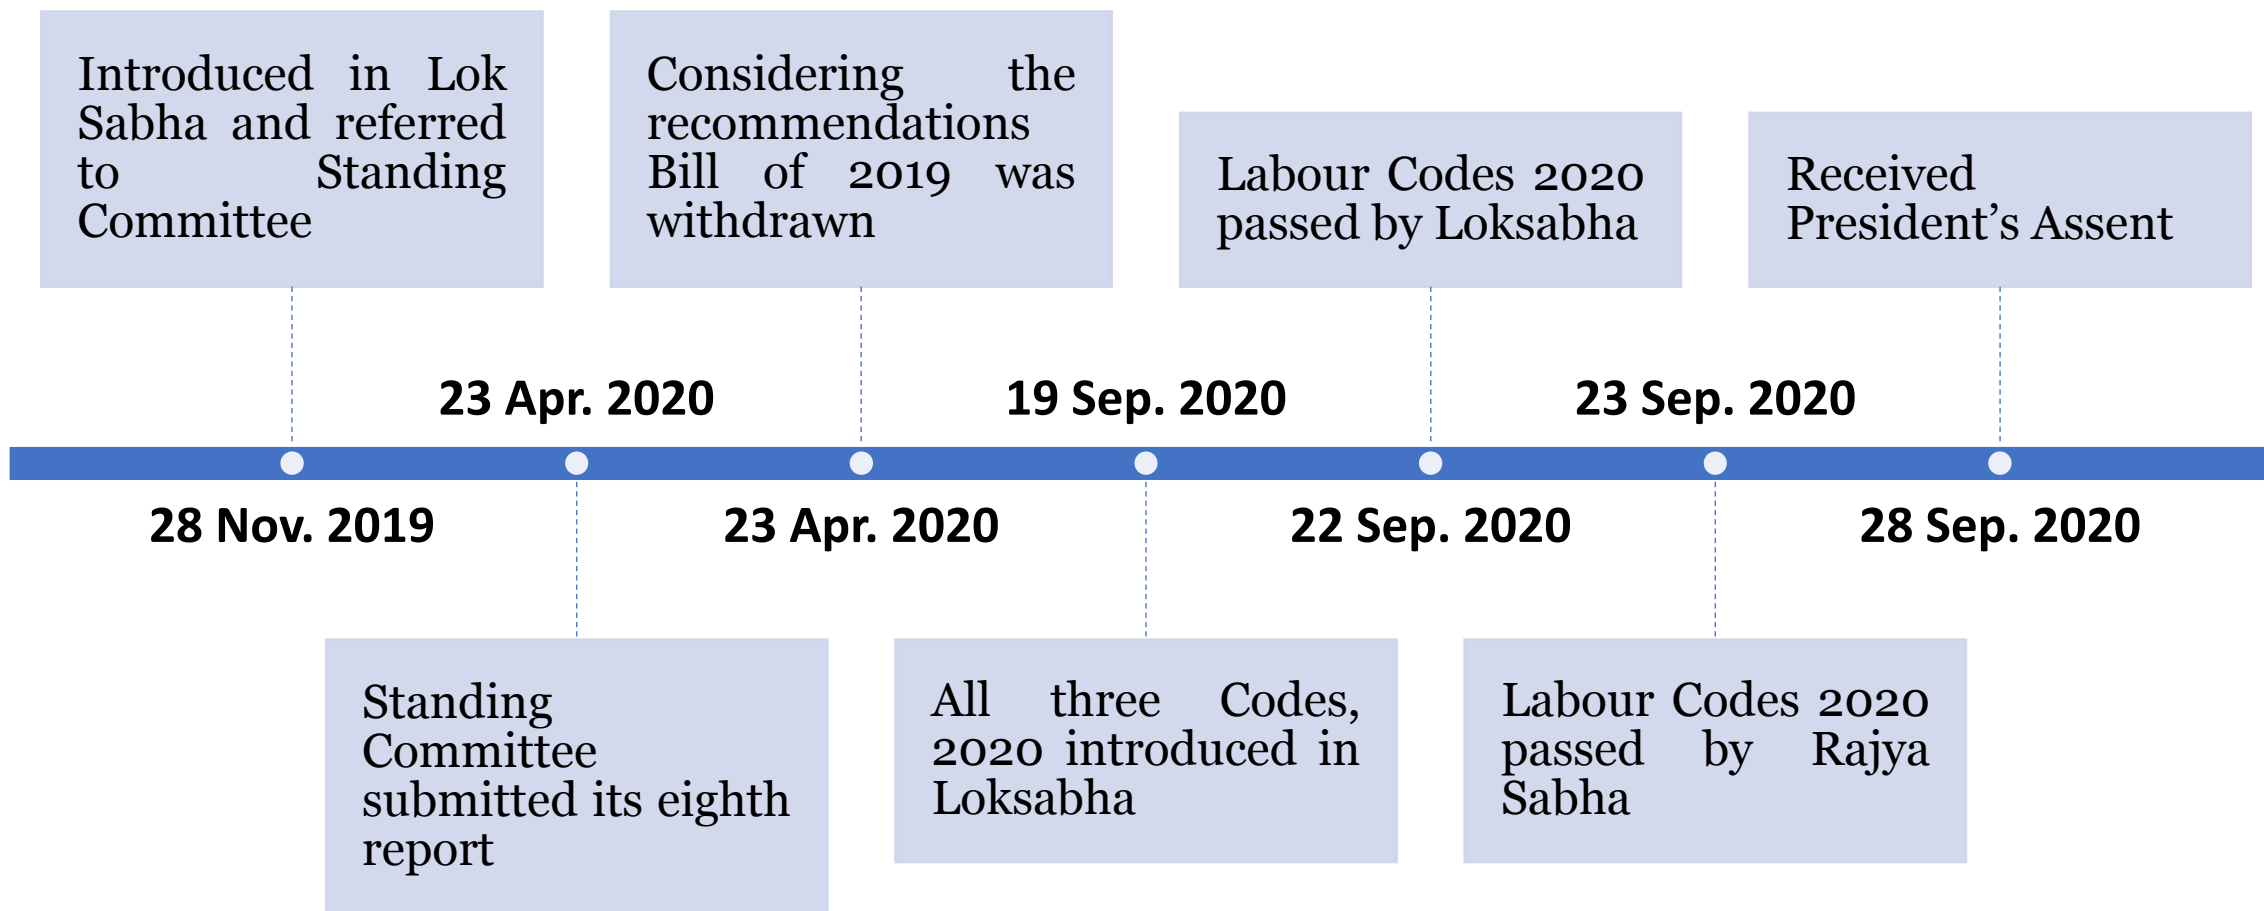 Introduced in Lok
Sabha and referred
to Standing
Committee
Considering the
recommendations
Bill of 2019 was
withdrawn
Labour Codes 2020
passed by Loksabha
Received
President’s Assent
23 Apr. 2020
19 Sep. 2020
23 Sep. 2020
28 Nov. 2019
23 Apr. 2020
22 Sep. 2020
28 Sep. 2020
Standing
Committee
submitted its eighth
report
All three Codes,
2020 introduced in
Loksabha
Labour Codes 2020
passed by Rajya
Sabha